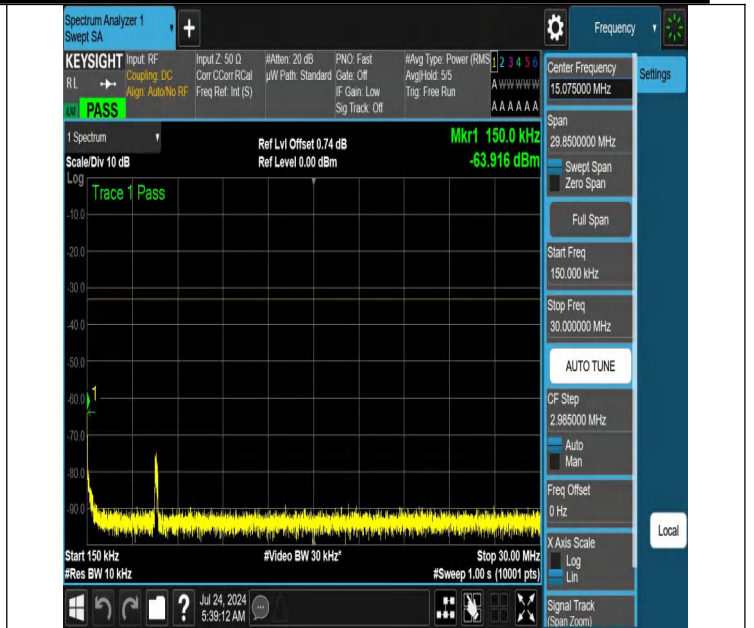 Spectrum Analyzer 1
Swept SA
+
Frequency
KEYSIGHT
RL
PASS
Input: RF
Coupling: DC
Align: Auto/No RF
Input Z: 50 Ω
Corr CCorr RCal
Freq Ref: Int (S)
#Atten: 20 dB
µW Path: Standard
PNO: Fast
Gate: Off
IF Gain: Low
Sig Track: Off
#Avg Type: Power (RMS
Avg|Hold: 5/5
Trig: Free Run
1 2 3 4 5 6
A W W W W W
A A A A A A
1 Spectrum
Scale/Div 10 dB
Ref Lvl Offset 0.74 dB
Ref Level 0.00 dBm
Mkr1 150.0 kHz
-63.916 dBm
Log
Trace 1 Pass
-10.0
-20.0
-30.0
-40.0
-50.0
-60.0
1
-70.0
-80.0
-90.0
Start 150 kHz
#Video BW 30 kHz*
Stop 30.00 MHz
#Res BW 10 kHz
#Sweep 1.00 s (10001 pts)
?
Jul 24, 2024
5:39:12 AM
Center Frequency
15.075000 MHz
Settings
Span
29.8500000 MHz
Swept Span
Zero Span
Full Span
Start Freq
150.000 kHz
Stop Freq
30.000000 MHz
AUTO TUNE
CF Step
2.985000 MHz
Auto
Man
Freq Offset
0 Hz
X Axis Scale
Log
Lin
Local
Signal Track
(Span Zoom)